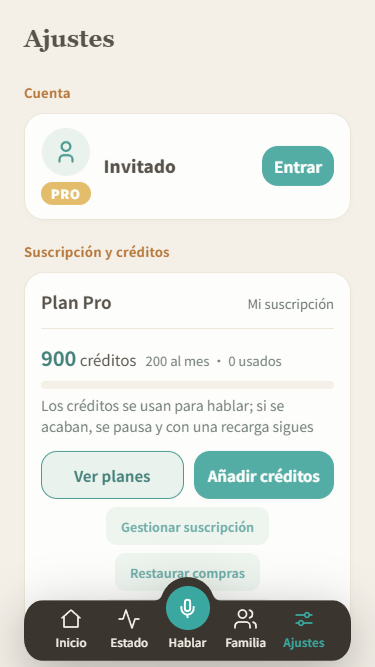 Ajustes
Cuenta
Invitado
Entrar
PRO
Suscripción y créditos
Plan Pro
Mi suscripción
900 créditos 200 al mes · 0 usados
Los créditos se usan para hablar; si se
acaban, se pausa y con una recarga sigues
Ver planes
Añadir créditos
Gestionar suscripción
Restaurar compras
Inicio
Estado
Hablar
Familia
Ajustes